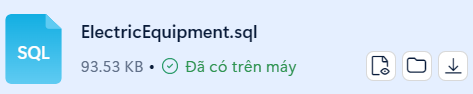 SQL
ElectricEquipment.sql
93.53 KB • Đã có trên máy